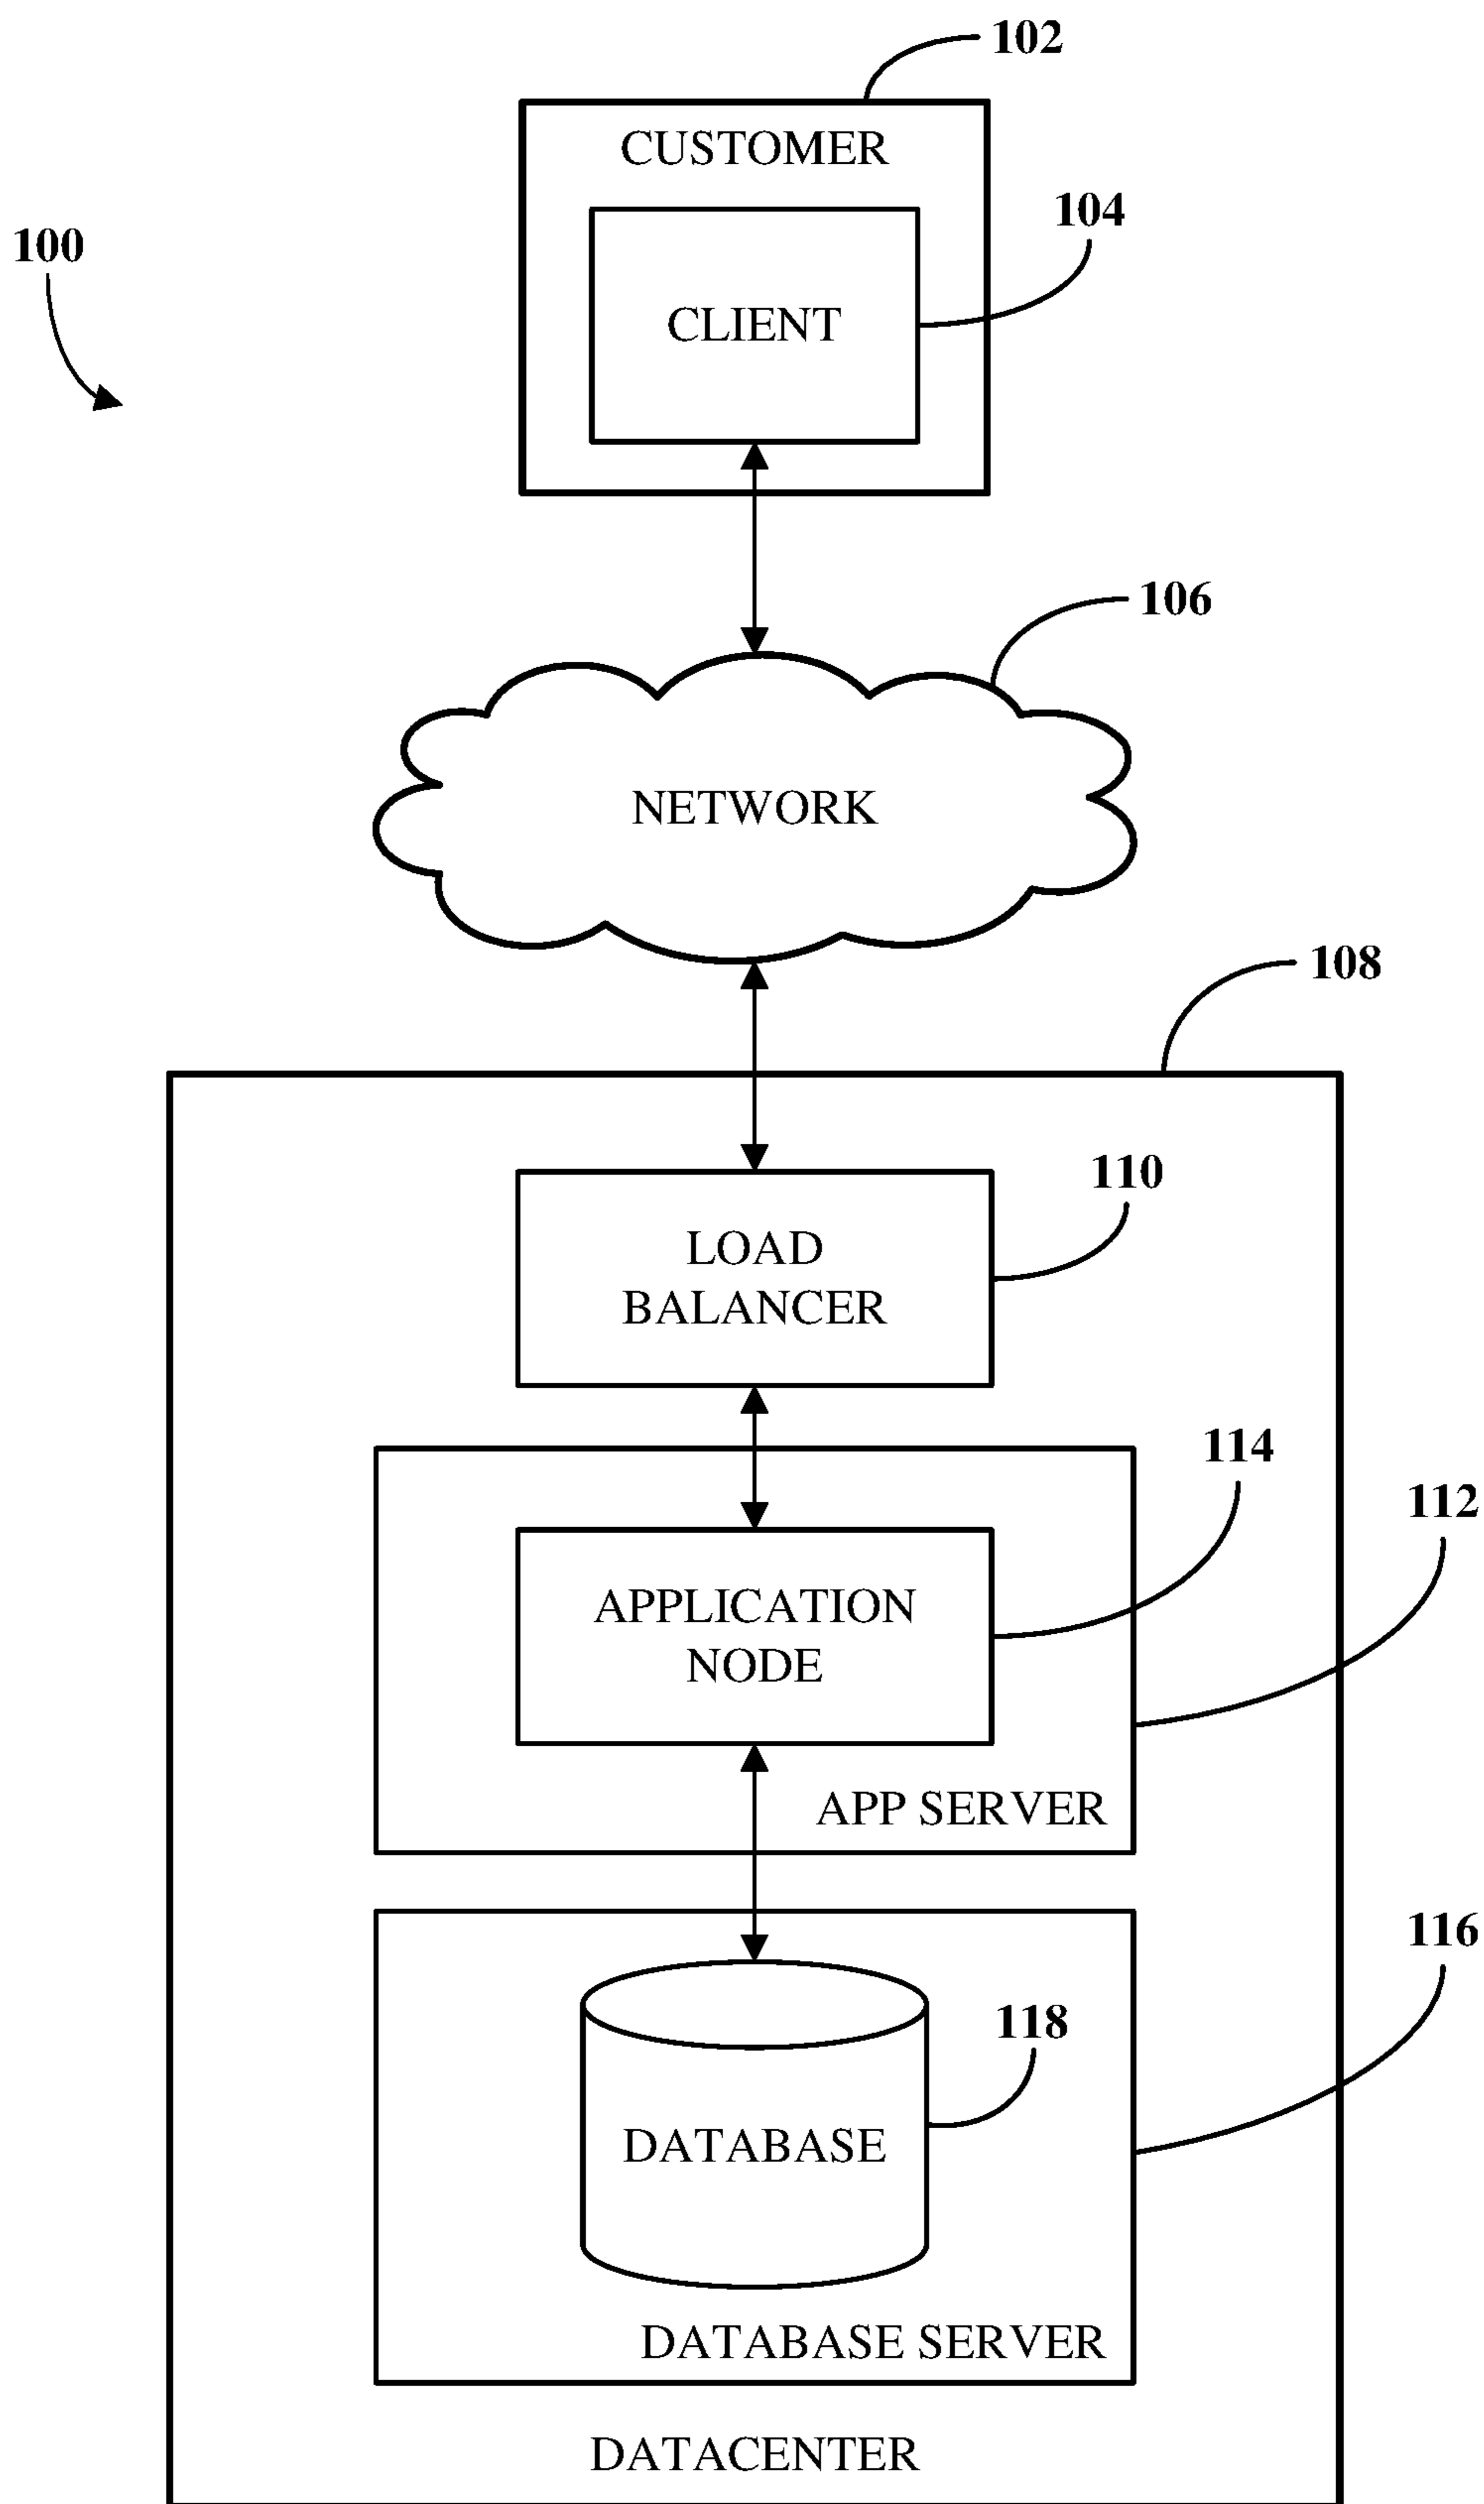 102
CUSTOMER
104
100
CLIENT
106
NETWORK
108
110
LOAD
BALANCER
114
112
APPLICATION
NODE
APP SERVER
116
118
DATABASE
DATABASE SERVER
DATACENTER